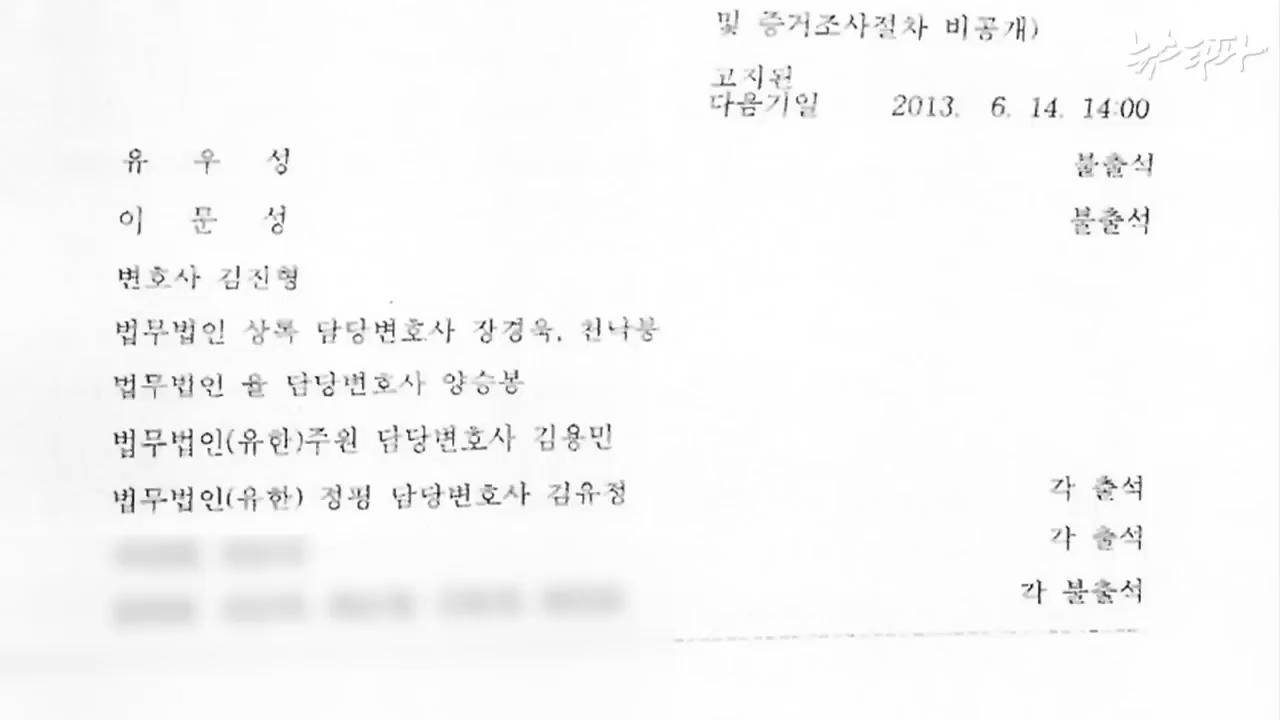 및 증거조사절차 비공개)
뉴스타파
고지된
다음기일 2013. 6. 14. 14:00
유 우 성 불출석
이 문 성 불출석
변호사 김진형
법무법인 상록 담당변호사 장경욱, 천낙붕
법무법인 율 담당변호사 양승봉
법무법인(유한)주원 담당변호사 김용민
법무법인(유한) 정평 담당변호사 김유정 각 출석
각 출석
각 불출석